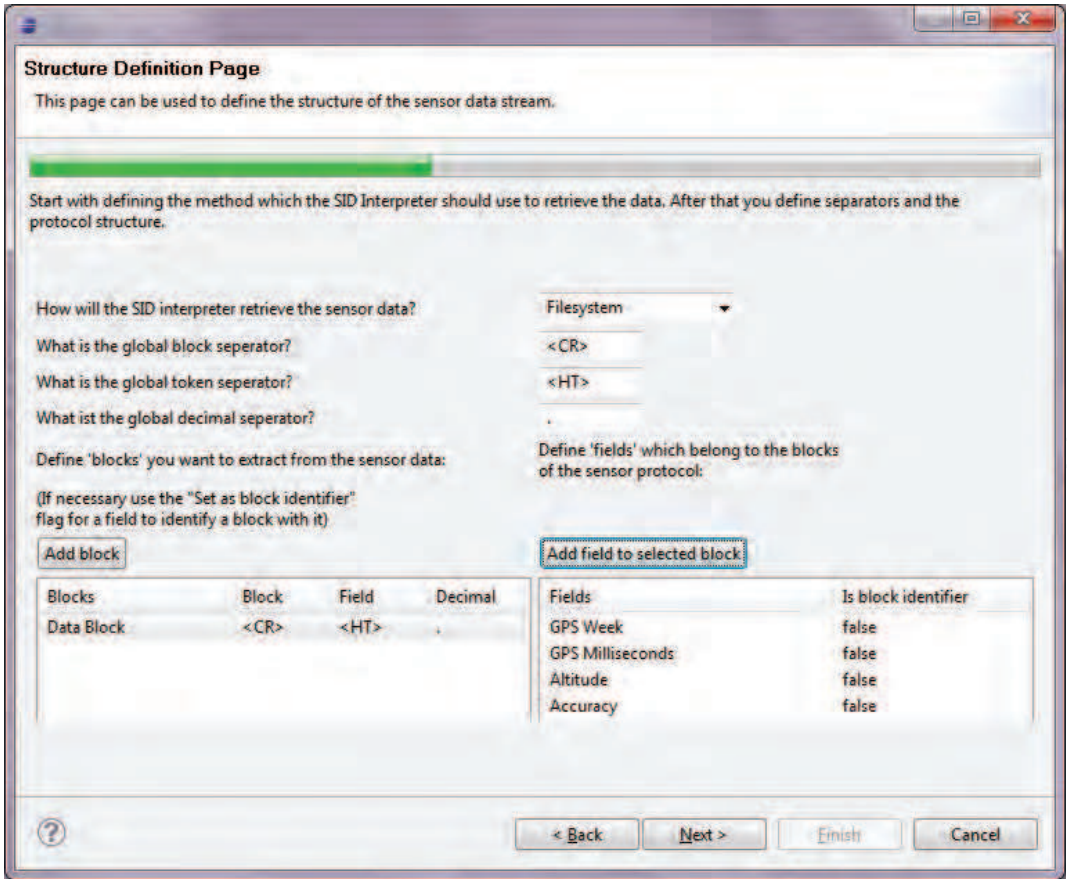 Structure Definition Page
This page can be used to define the structure of the sensor data stream.
Start with defining the method which the SID Interpreter should use to retrieve the data. After that you define separators and the
protocol structure.
How will the SID interpreter retrieve the sensor data?
Filesystem
What is the global block seperator?
<CR>
What is the global token seperator?
<HT>
What ist the global decimal seperator?
.
Define 'blocks' you want to extract from the sensor data:
(If necessary use the "Set as block identifier"
flag for a field to identify a block with it)
Define 'fields' which belong to the blocks
of the sensor protocol:
Add block
Add field to selected block
Blocks Block Field Decimal
Data Block <CR> <HT> .
Fields Is block identifier
GPS Week false
GPS Milliseconds false
Altitude false
Accuracy false
?
< Back
Next >
Finish
Cancel